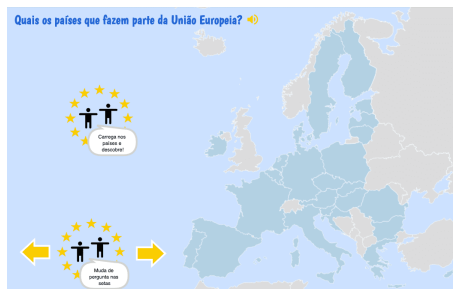 Quais os países que fazem parte da União Europeia?
Carrega nos
países e
descobre!
Muda de
pergunta nas
setas